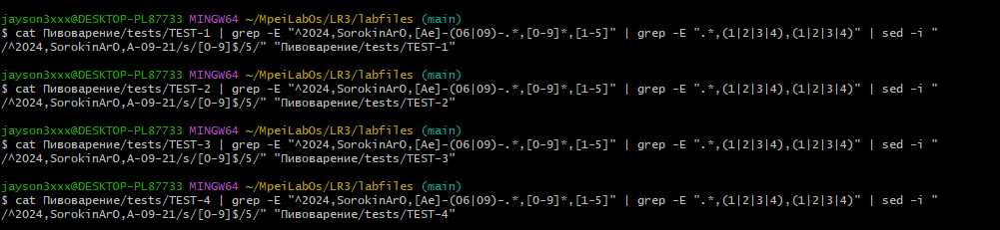 jayson3xxx@DESKTOP-PL87733 MINGW64 ~/MpeiLabOs/LR3/labfiles (main)
$ cat Пивоварение/tests/TEST-1 | grep -E "^2024,SorokinArO,[Ae]-(06|09)-.*,[0-9]*,[1-5]" | grep -E ".*,(1|2|3|4),(1|2|3|4)" | sed -i "
/^2024,SorokinArO,A-09-21/s/[0-9]$/5/" "Пивоварение/tests/TEST-1"
jayson3xxx@DESKTOP-PL87733 MINGW64 ~/MpeiLabOs/LR3/labfiles (main)
$ cat Пивоварение/tests/TEST-2 | grep -E "^2024,SorokinArO,[Ae]-(06|09)-.*,[0-9]*,[1-5]" | grep -E ".*,(1|2|3|4),(1|2|3|4)" | sed -i "
/^2024,SorokinArO,A-09-21/s/[0-9]$/5/" "Пивоварение/tests/TEST-2"
jayson3xxx@DESKTOP-PL87733 MINGW64 ~/MpeiLabOs/LR3/labfiles (main)
$ cat Пивоварение/tests/TEST-3 | grep -E "^2024,SorokinArO,[Ae]-(06|09)-.*,[0-9]*,[1-5]" | grep -E ".*,(1|2|3|4),(1|2|3|4)" | sed -i "
/^2024,SorokinArO,A-09-21/s/[0-9]$/5/" "Пивоварение/tests/TEST-3"
jayson3xxx@DESKTOP-PL87733 MINGW64 ~/MpeiLabOs/LR3/labfiles (main)
$ cat Пивоварение/tests/TEST-4 | grep -E "^2024,SorokinArO,[Ae]-(06|09)-.*,[0-9]*,[1-5]" | grep -E ".*,(1|2|3|4),(1|2|3|4)" | sed -i "
/^2024,SorokinArO,A-09-21/s/[0-9]$/5/" "Пивоварение/tests/TEST-4"